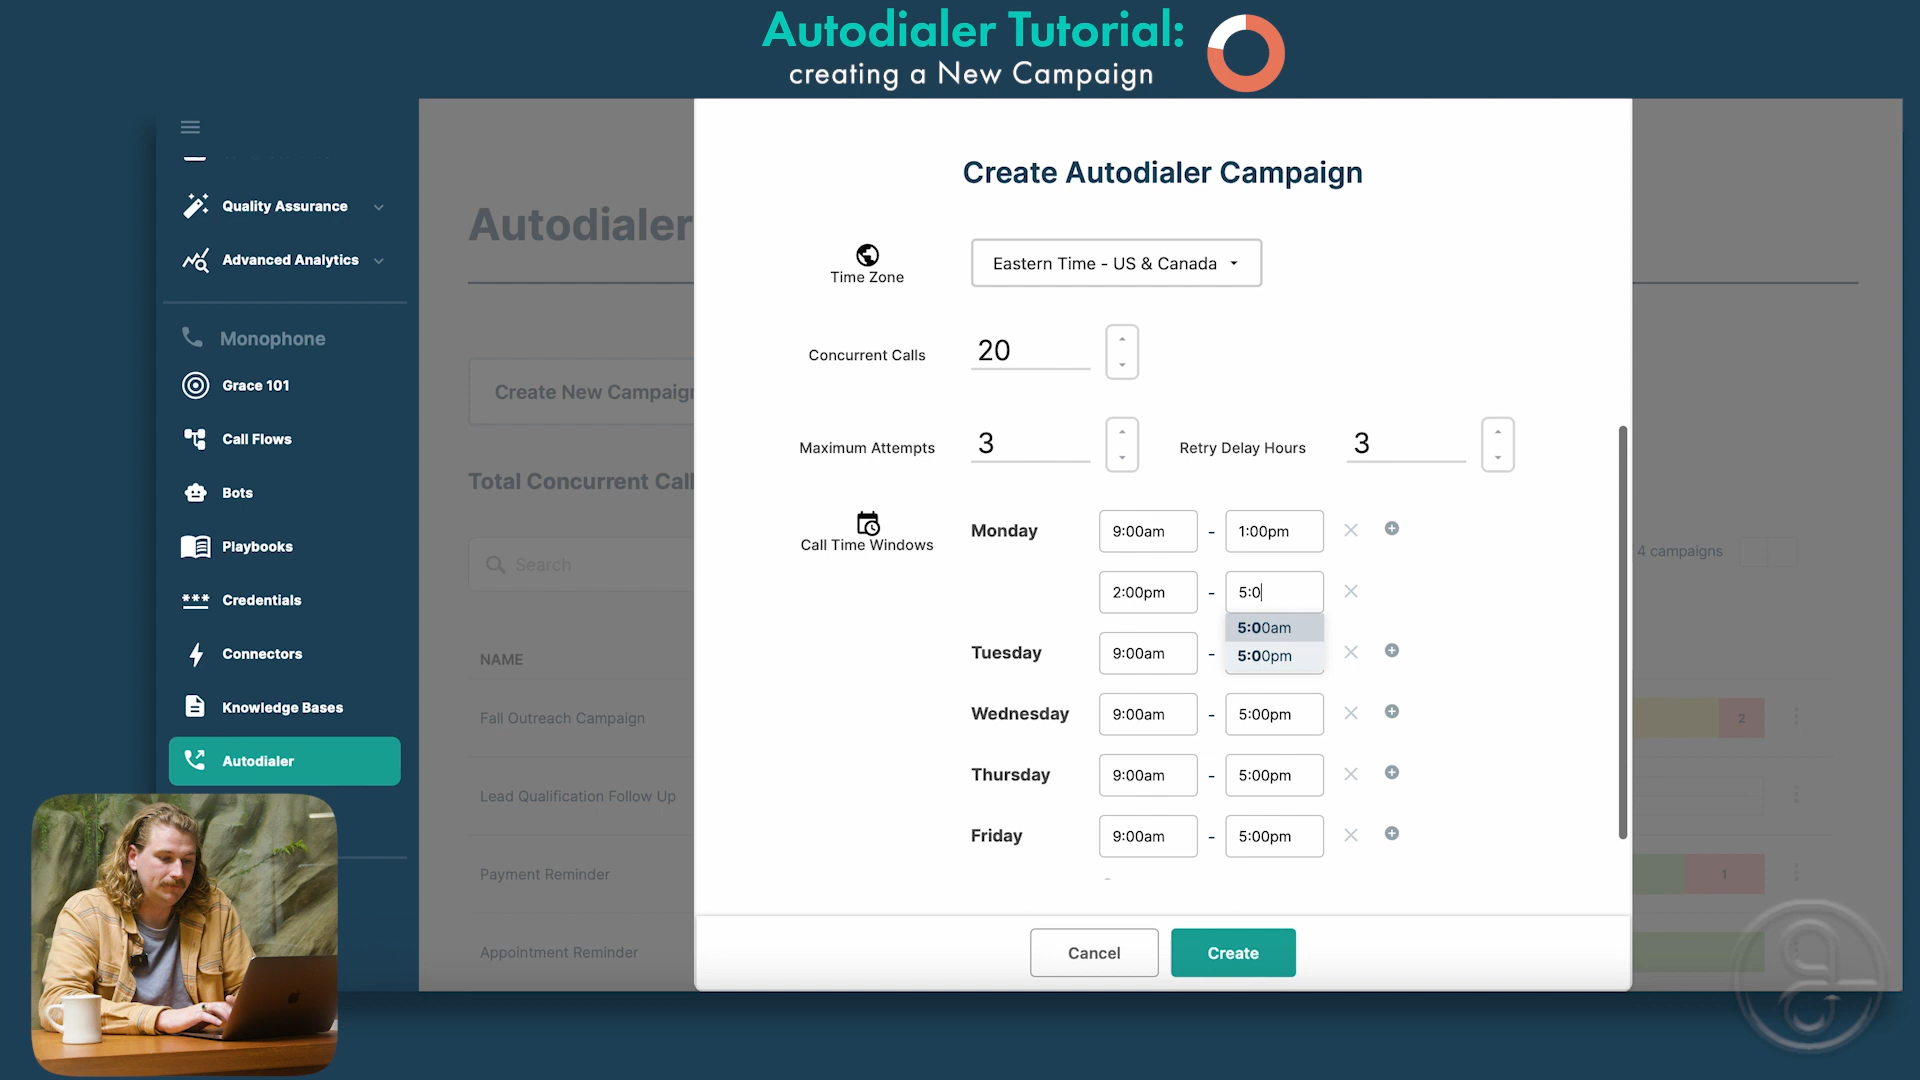 Autodialer Tutorial:
creating a New Campaign
Quality Assurance
Advanced Analytics
Monophone
Grace 101
Call Flows
Bots
Playbooks
Credentials
Connectors
Knowledge Bases
Autodialer
Autodialer
Create New Campaign
Total Concurrent Call
Search
NAME
Fall Outreach Campaign
Lead Qualification Follow Up
Payment Reminder
Appointment Reminder
4 campaigns
2
1
Create Autodialer Campaign
Time Zone
Eastern Time - US & Canada
Concurrent Calls 20
Maximum Attempts 3 Retry Delay Hours 3
Call Time Windows
Monday 9:00am - 1:00pm
2:00pm - 5:0
5:00am
5:00pm
Tuesday 9:00am -
Wednesday 9:00am - 5:00pm
Thursday 9:00am - 5:00pm
Friday 9:00am - 5:00pm
Cancel Create